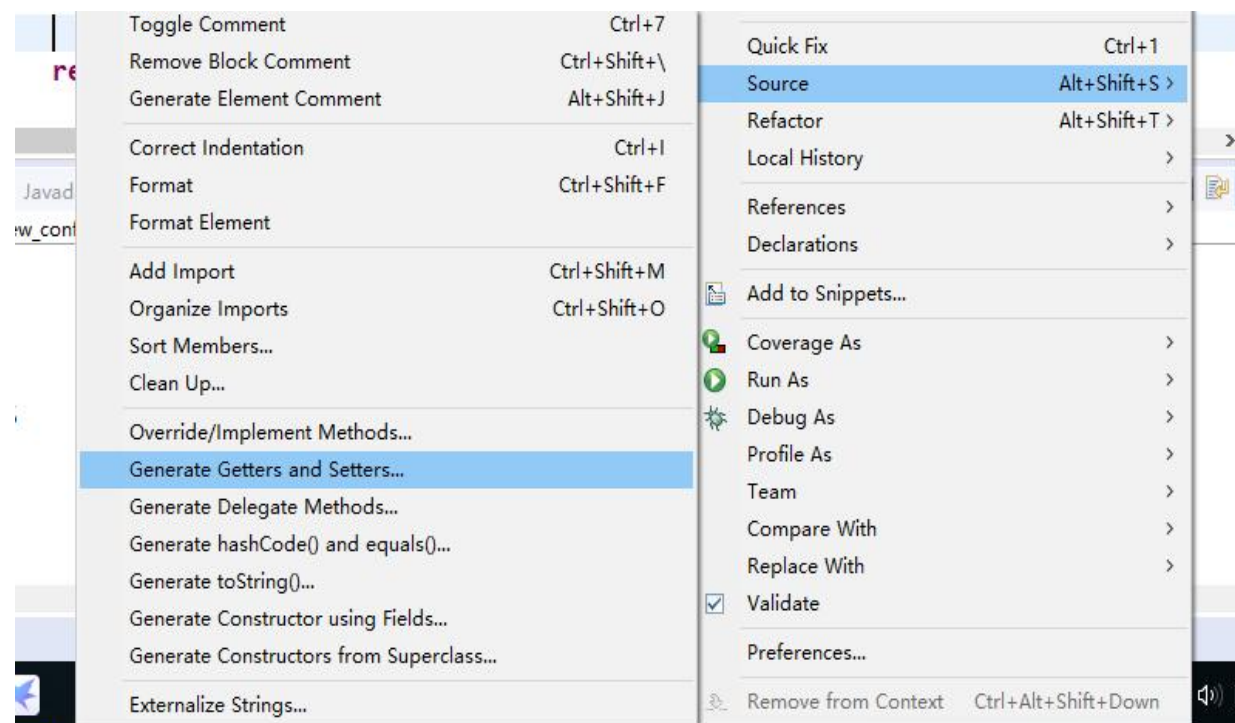 Toggle Comment Ctrl+7
Remove Block Comment Ctrl+Shift+\
Generate Element Comment Alt+Shift+J
Correct Indentation Ctrl+I
Format Ctrl+Shift+F
Format Element
Add Import Ctrl+Shift+M
Organize Imports Ctrl+Shift+O
Sort Members...
Clean Up...
Override/Implement Methods...
Generate Getters and Setters...
Generate Delegate Methods...
Generate hashCode() and equals()...
Generate toString()...
Generate Constructor using Fields...
Generate Constructors from Superclass...
Externalize Strings...
Quick Fix Ctrl+1
Source Alt+Shift+S >
Refactor Alt+Shift+T >
Local History >
References >
Declarations >
Add to Snippets...
Coverage As >
Run As >
Debug As >
Profile As >
Team >
Compare With >
Replace With >
Validate
Preferences...
Remove from Context Ctrl+Alt+Shift+Down
re
Javad
ew_conf